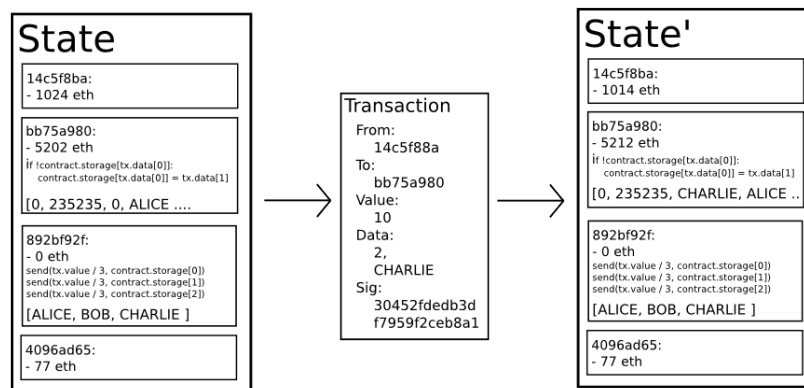 State
14c5f8ba:
- 1024 eth
bb75a980:
- 5202 eth
if !contract.storage[tx.data[0]]:
contract.storage[tx.data[0]] = tx.data[1]
[0, 235235, 0, ALICE ....
892bf92f:
- 0 eth
send(tx.value / 3, contract.storage[0])
send(tx.value / 3, contract.storage[1])
send(tx.value / 3, contract.storage[2])
[ALICE, BOB, CHARLIE ]
4096ad65:
- 77 eth
Transaction
From:
14c5f88a
To:
bb75a980
Value:
10
Data:
2,
CHARLIE
Sig:
30452fdedb3d
f7959f2ceb8a1
State'
14c5f8ba:
- 1014 eth
bb75a980:
- 5212 eth
if !contract.storage[tx.data[0]]:
contract.storage[tx.data[0]] = tx.data[1]
[0, 235235, CHARLIE, ALICE ..
892bf92f:
- 0 eth
send(tx.value / 3, contract.storage[0])
send(tx.value / 3, contract.storage[1])
send(tx.value / 3, contract.storage[2])
[ALICE, BOB, CHARLIE ]
4096ad65:
- 77 eth